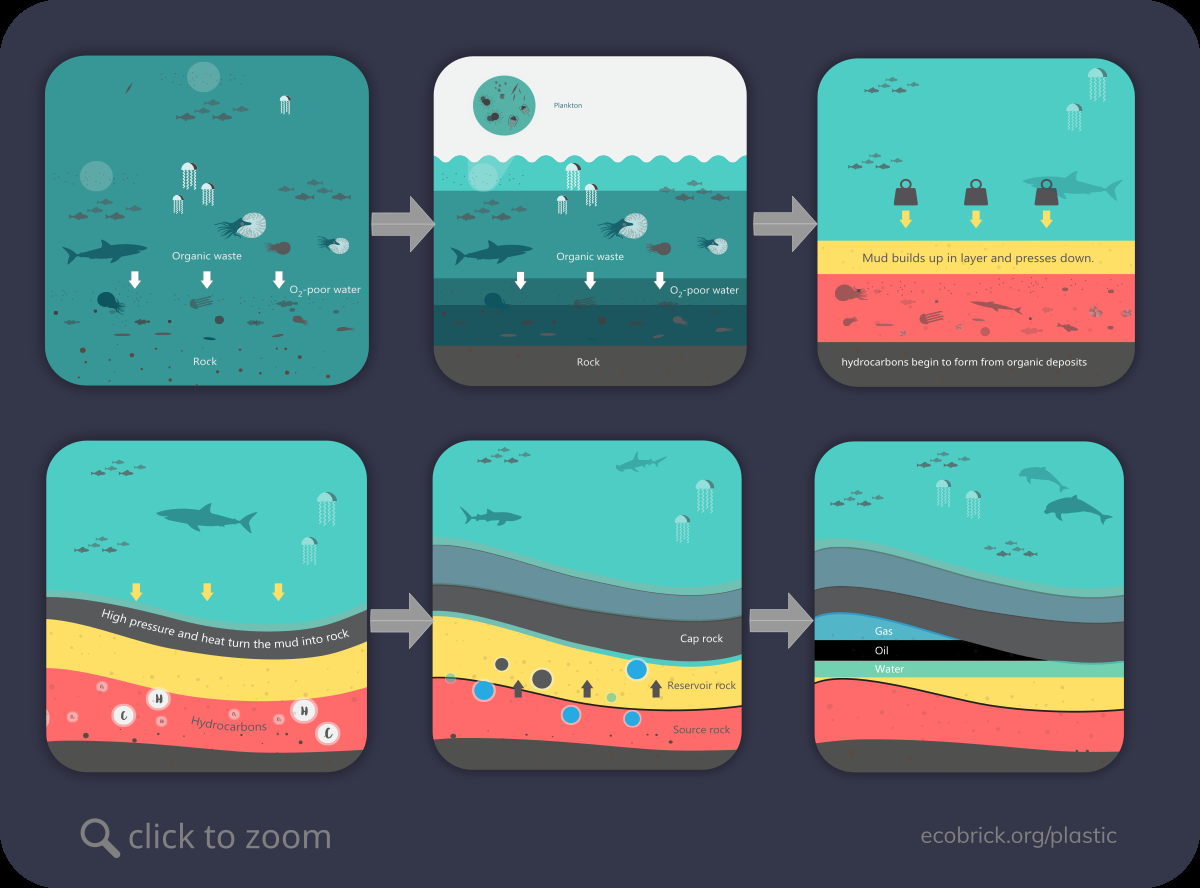 Organic waste
O₂-poor water
Rock
Plankton
Organic waste
O₂-poor water
Rock
Mud builds up in layer and presses down.
hydrocarbons begin to form from organic deposits
High pressure and heat turn the mud into rock
H
C
H
C
Hydrocarbons
Cap rock
Reservoir rock
Source rock
Gas
Oil
Water
click to zoom
ecobrick.org/plastic